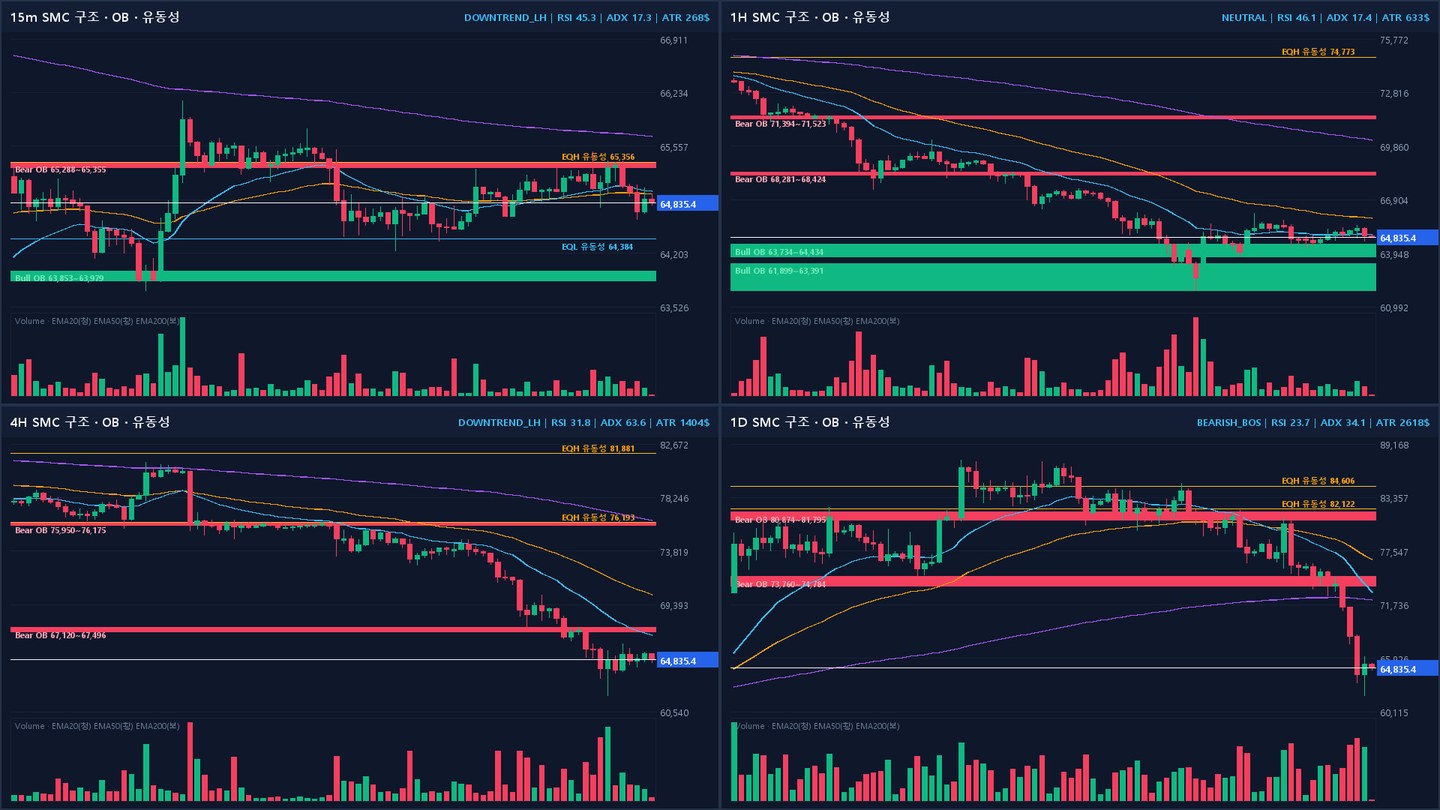 15m SMC 구조 · OB · 유동성
DOWNTREND_LH | RSI 45.3 | ADX 17.3 | ATR 268$
66,911
66,234
65,557
EQH 유동성 65,356
Bear OB 65,288~65,355
64,835.4
EQL 유동성 64,384
64,203
Bull OB 63,853~63,979
63,526
Volume · EMA20(청) EMA50(황) EMA200(보)
1H SMC 구조 · OB · 유동성
NEUTRAL | RSI 46.1 | ADX 17.4 | ATR 633$
75,772
EQH 유동성 74,773
72,816
Bear OB 71,394~71,523
69,860
Bear OB 68,281~68,424
66,904
64,835.4
Bull OB 63,734~64,434
63,948
Bull OB 61,899~63,391
60,992
Volume · EMA20(청) EMA50(황) EMA200(보)
4H SMC 구조 · OB · 유동성
DOWNTREND_LH | RSI 31.8 | ADX 63.6 | ATR 1404$
82,672
EQH 유동성 81,881
78,246
EQH 유동성 76,193
Bear OB 75,950~76,175
73,819
69,393
Bear OB 67,120~67,496
64,835.4
60,540
Volume · EMA20(청) EMA50(황) EMA200(보)
1D SMC 구조 · OB · 유동성
BEARISH_BOS | RSI 23.7 | ADX 34.1 | ATR 2618$
89,168
EQH 유동성 84,606
83,357
EQH 유동성 82,122
Bear OB 80,874~81,795
77,547
Bear OB 73,760~74,784
71,736
64,835.4
60,115
Volume · EMA20(청) EMA50(황) EMA200(보)